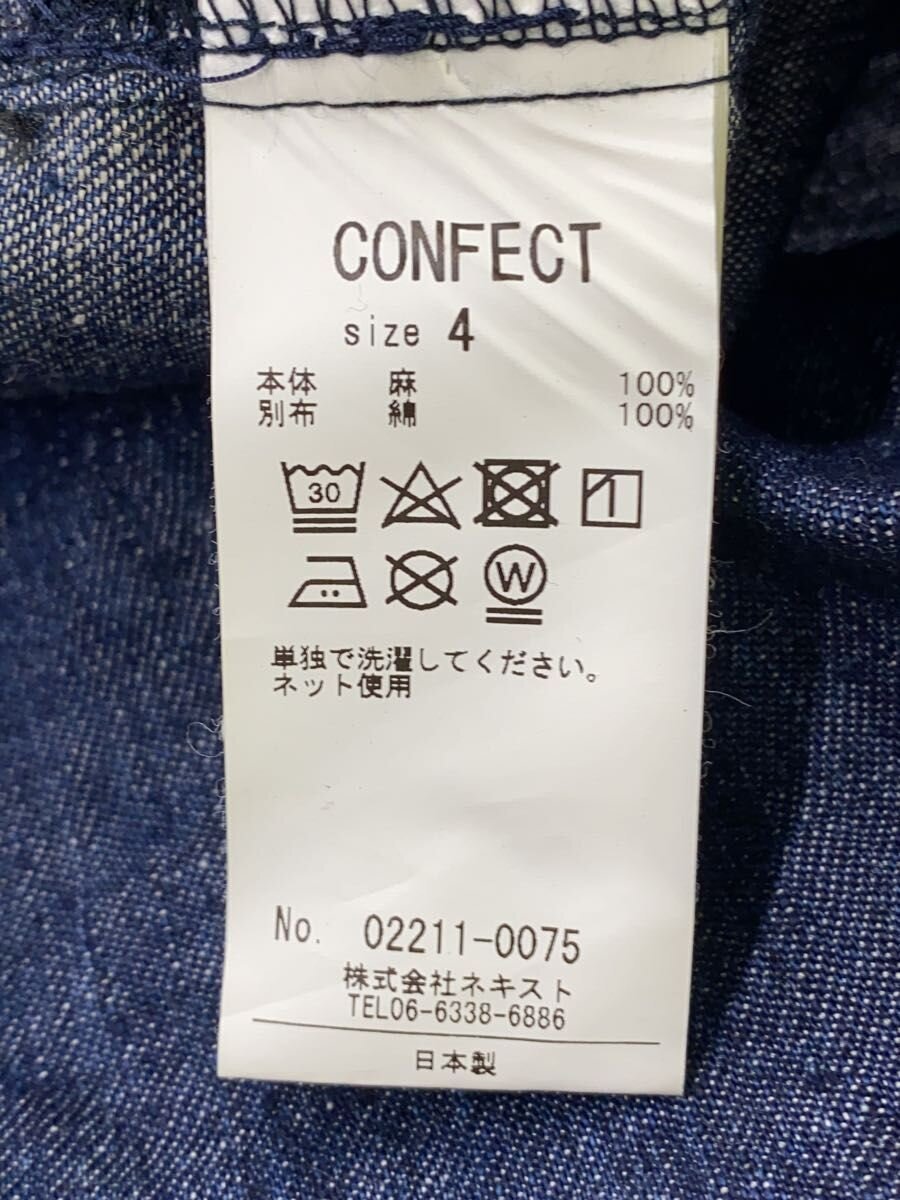 CONFECT
size 4
本体 麻 100%
別布 綿 100%
30
W
単独で洗濯してください。
ネット使用
No. 02211-0075
株式会社ネキスト
TEL06-6338-6886
日本製